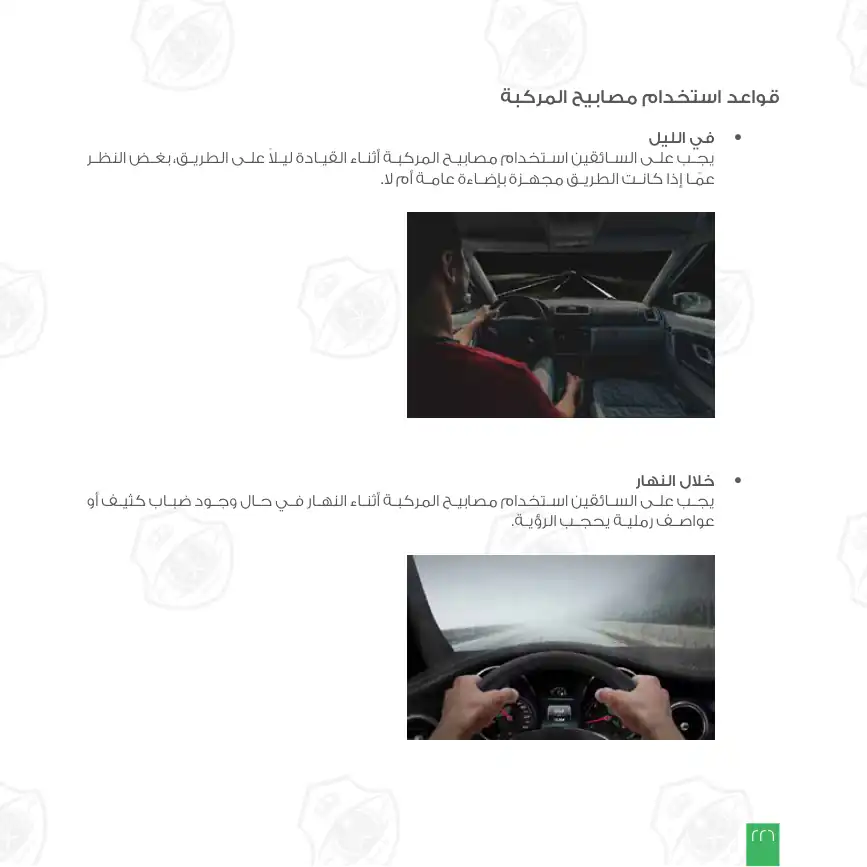 قواعد استخدام مصابيح المركبة
• في الليل
يجب على السائقين استخدام مصابيح المركبة أثناء القيادة ليلاً على الطريق، بغض النظر
عمّا إذا كانت الطريق مجهزة بإضاءة عامة أم لا.
• خلال النهار
يجب على السائقين استخدام مصابيح المركبة أثناء النهار في حال وجود ضباب كثيف أو
عواصف رملية يحجب الرؤية.
٢٢٦